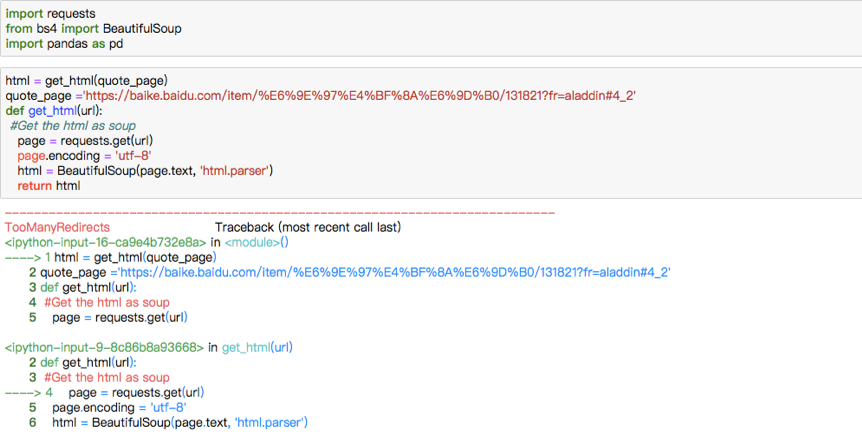 import requests
from bs4 import BeautifulSoup
import pandas as pd
html = get_html(quote_page)
quote_page ='https://baike.baidu.com/item/%E6%9E%97%E4%BF%8A%E6%9D%B0/131821?fr=aladdin#4_2'
def get_html(url):
#Get the html as soup
page = requests.get(url)
page.encoding = 'utf-8'
html = BeautifulSoup(page.text, 'html.parser')
return html
---------------------------------------------------------------------------
TooManyRedirects Traceback (most recent call last)
<ipython-input-16-ca9e4b732e8a> in <module>()
----> 1 html = get_html(quote_page)
2 quote_page ='https://baike.baidu.com/item/%E6%9E%97%E4%BF%8A%E6%9D%B0/131821?fr=aladdin#4_2'
3 def get_html(url):
4 #Get the html as soup
5 page = requests.get(url)
<ipython-input-9-8c86b8a93668> in get_html(url)
2 def get_html(url):
3 #Get the html as soup
----> 4 page = requests.get(url)
5 page.encoding = 'utf-8'
6 html = BeautifulSoup(page.text, 'html.parser')